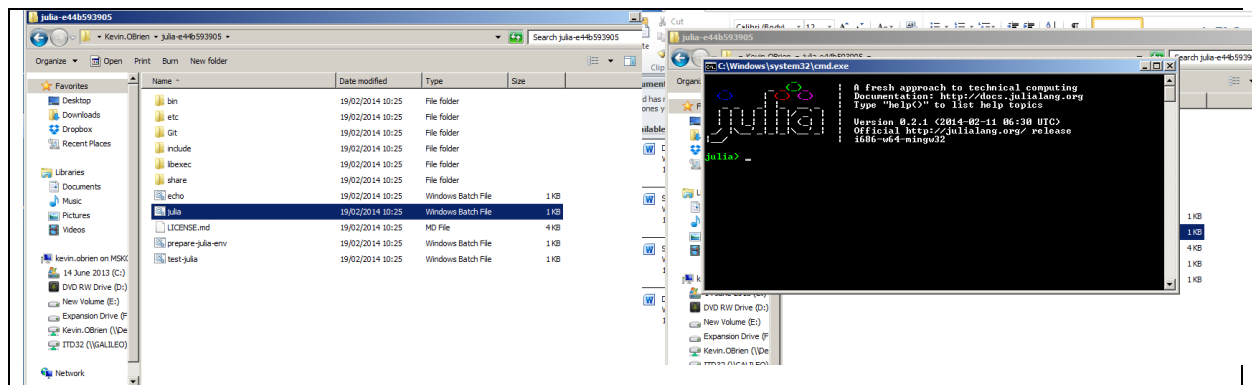 julia-e44b593905
Kevin.OBrien julia-e44b593905
Search julia-e44b593905
Organize Open Print Burn New folder
Name Date modified Type Size
Favorites
Desktop
Downloads
Dropbox
Recent Places
Libraries
Documents
Music
Pictures
Videos
kevin.obrien on MSK
14 June 2013 (C:)
DVD RW Drive (D:)
New Volume (E:)
Expansion Drive (F
Kevin.OBrien (\\De
ITD32 (\\GALILEO)
Network
bin 19/02/2014 10:25 File folder
etc 19/02/2014 10:25 File folder
Git 19/02/2014 10:25 File folder
include 19/02/2014 10:25 File folder
libexec 19/02/2014 10:25 File folder
share 19/02/2014 10:25 File folder
echo 19/02/2014 10:25 Windows Batch File 1 KB
julia 19/02/2014 10:25 Windows Batch File 1 KB
LICENSE.md 19/02/2014 10:25 MD File 4 KB
prepare-julia-env 19/02/2014 10:25 Windows Batch File 1 KB
test-julia 19/02/2014 10:25 Windows Batch File 1 KB
Cut
julia-e44b593905
Search julia-e44b5939
Organi
C:\Windows\system32\cmd.exe
A fresh approach to technical computing
Documentation: http://docs.julialang.org
Type "help()" to list help topics
Version 0.2.1 (2014-02-11 06:30 UTC)
Official http://julialang.org/ release
i686-w64-mingw32
julia> _
1 KB
1 KB
4 KB
1 KB
1 KB
DVD RW Drive (D:)
New Volume (E:)
Expansion Drive (F
Kevin.OBrien (\\De